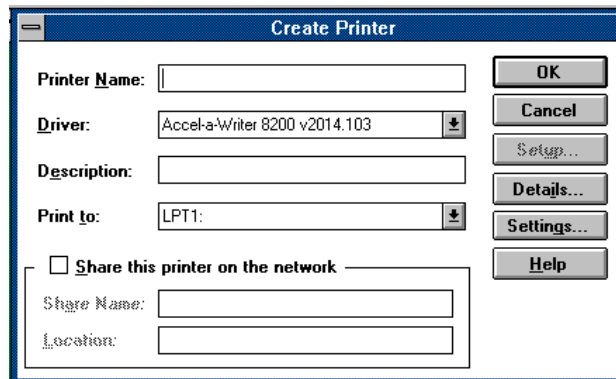 Create Printer
Printer Name:
OK
Driver:
Accel-a-Writer 8200 v2014.103
Cancel
Setup...
Description:
Details...
Print to:
LPT1:
Settings...
Share this printer on the network
Help
Share Name:
Location: